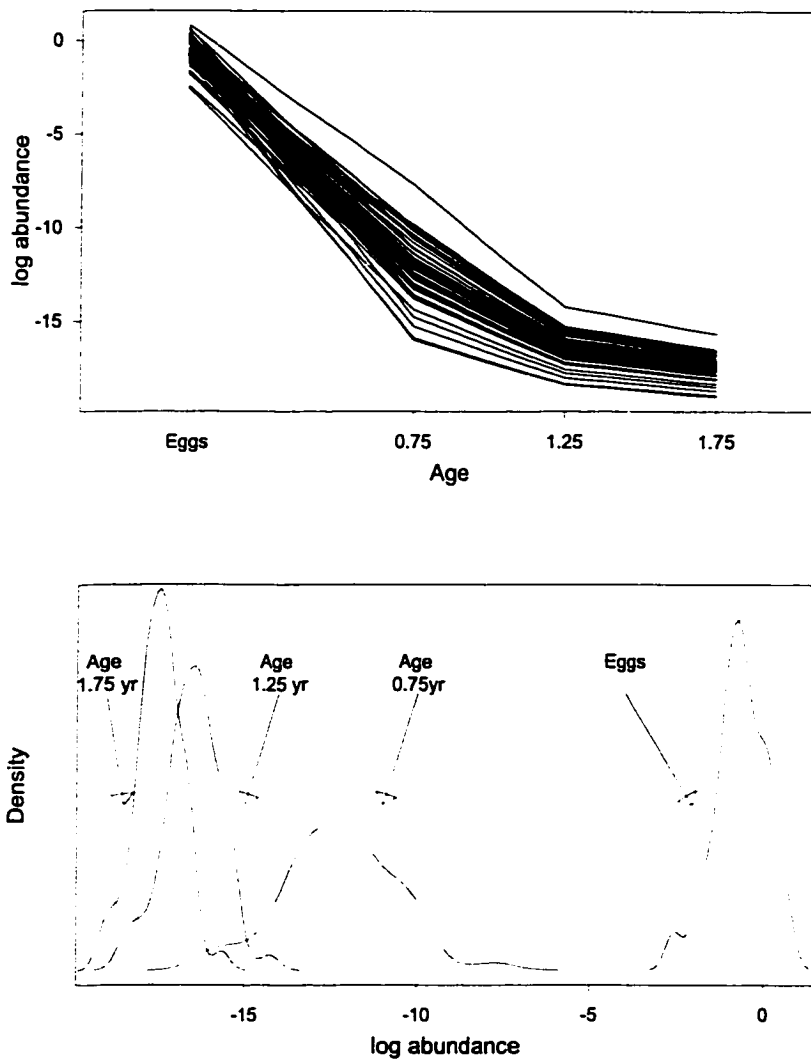 0
-5
-10
-15
log abundance
Eggs
0.75
1.25
1.75
Age
Age
1.75 yr
Age
1.25 yr
Age
0.75yr
Eggs
Density
-15
-10
-5
0
log abundance